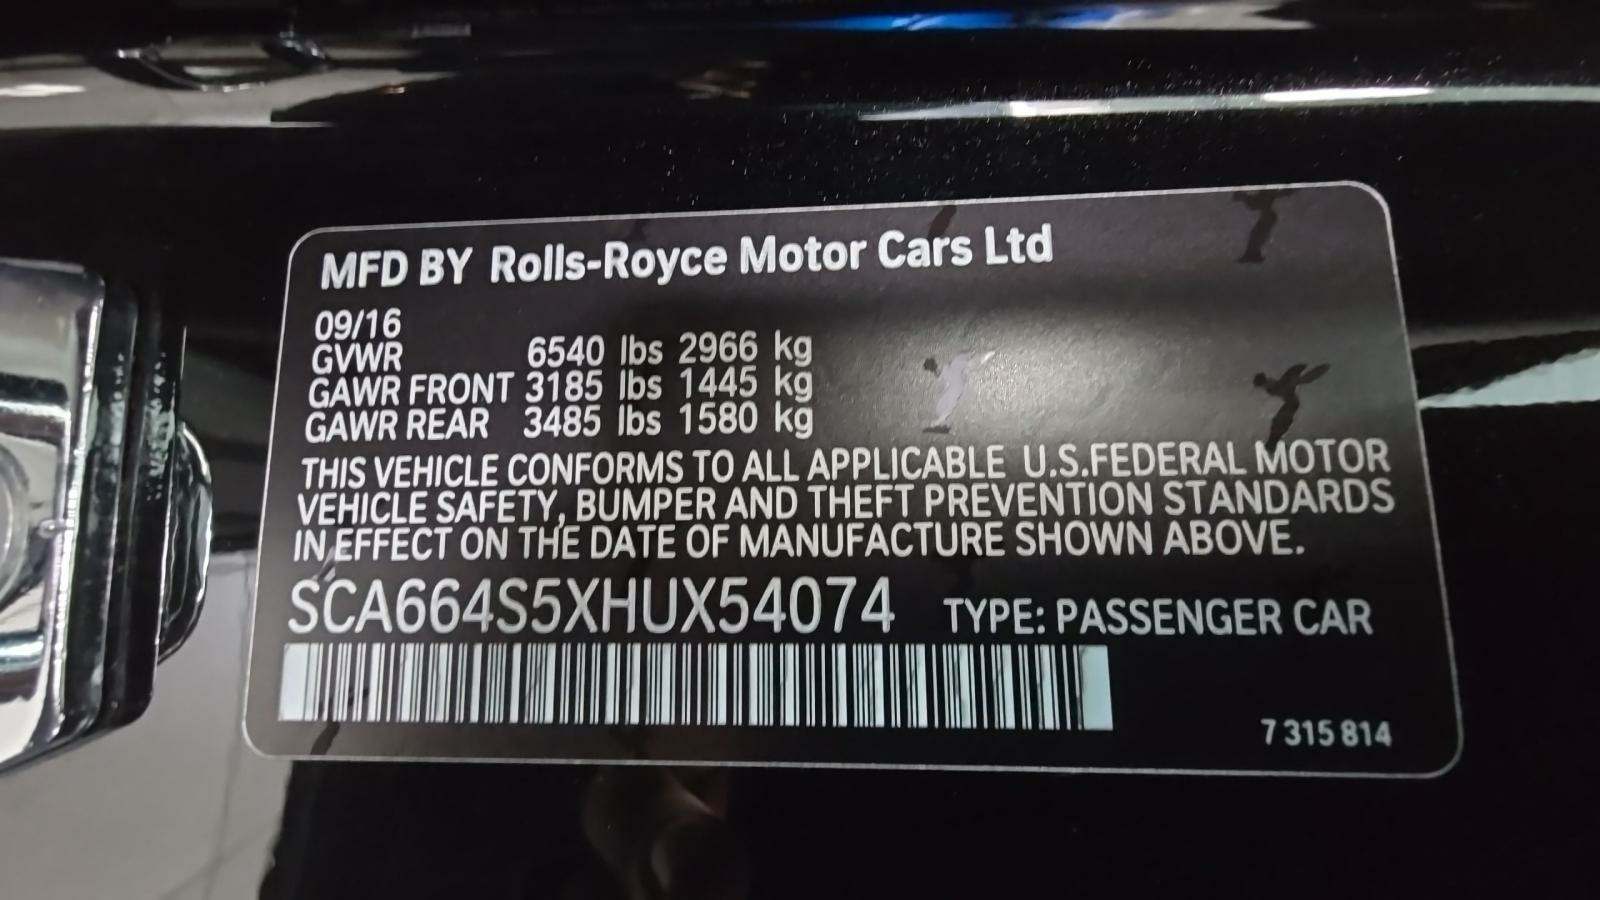 MFD BY Rolls-Royce Motor Cars Ltd
09/16
GVWR 6540 lbs 2966 kg
GAWR FRONT 3185 lbs 1445 kg
GAWR REAR 3485 lbs 1580 kg
THIS VEHICLE CONFORMS TO ALL APPLICABLE U.S.FEDERAL MOTOR
VEHICLE SAFETY, BUMPER AND THEFT PREVENTION STANDARDS
IN EFFECT ON THE DATE OF MANUFACTURE SHOWN ABOVE.
SCA664S5XHUX54074 TYPE: PASSENGER CAR
7 315 814